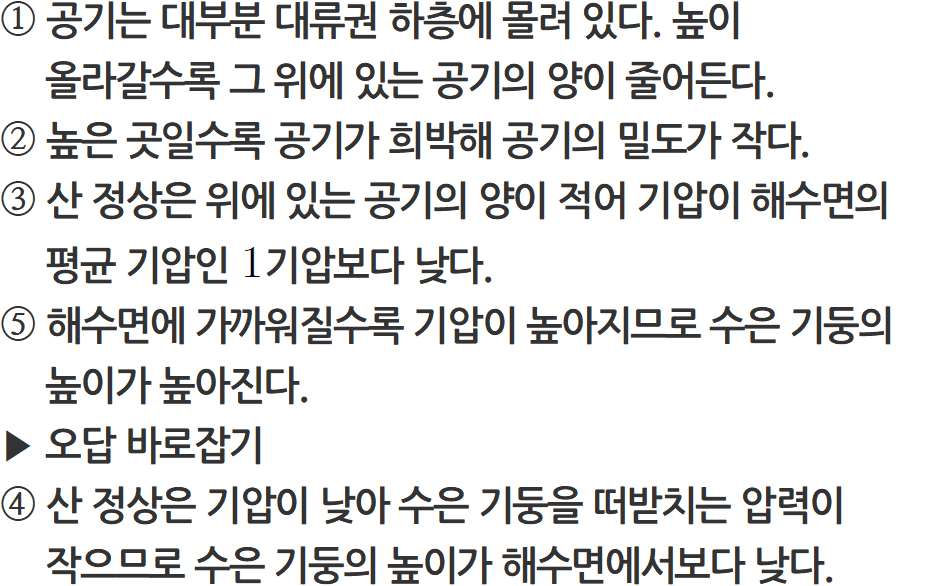 ① 공기는 대부분 대류권 하층에 몰려 있다. 높이
올라갈수록 그 위에 있는 공기의 양이 줄어든다.
② 높은 곳일수록 공기가 희박해 공기의 밀도가 작다.
③ 산 정상은 위에 있는 공기의 양이 적어 기압이 해수면의
평균 기압인 1기압보다 낮다.
⑤ 해수면에 가까워질수록 기압이 높아지므로 수은 기둥의
높이가 높아진다.
▶ 오답 바로잡기
④ 산 정상은 기압이 낮아 수은 기둥을 떠받치는 압력이
작으므로 수은 기둥의 높이가 해수면에서보다 낮다.